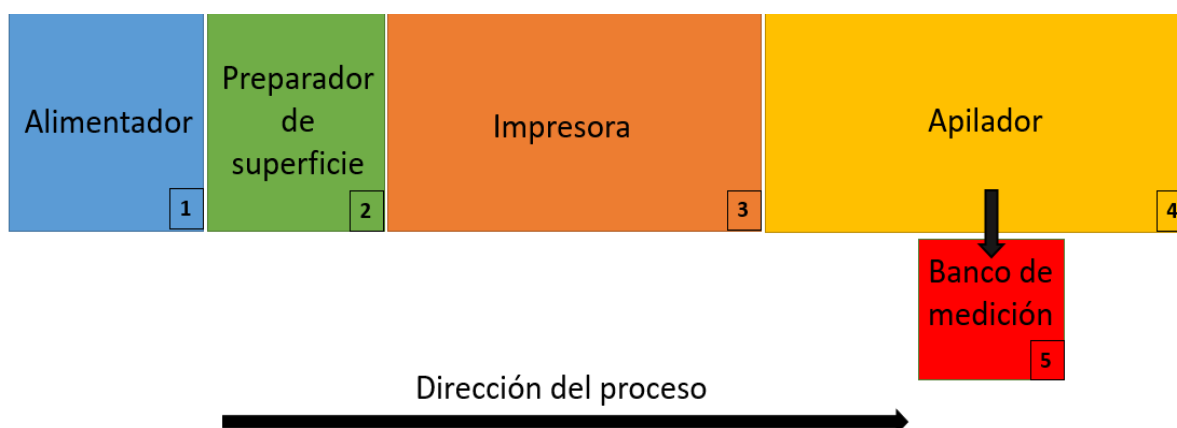 Alimentador
1
Preparador
de
superficie
2
Impresora
3
Apilador
4
Banco de
medición
5
Dirección del proceso